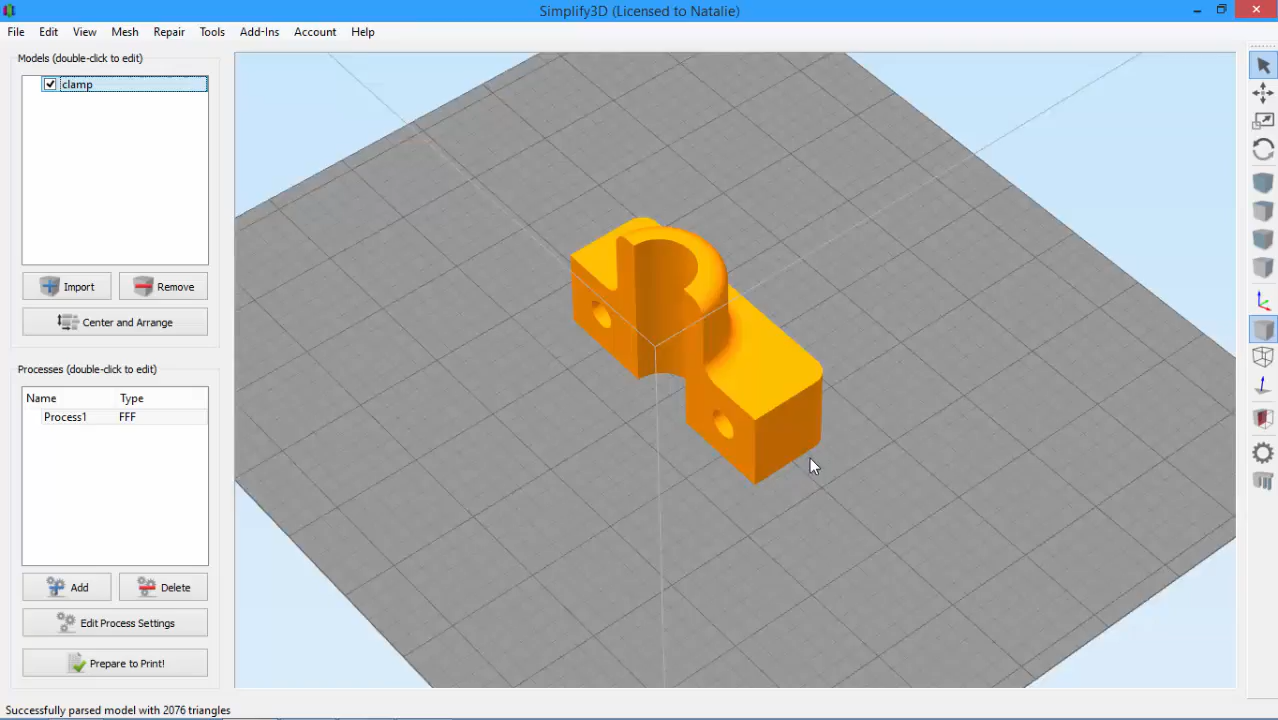 Simplify3D (Licensed to Natalie)
File Edit View Mesh Repair Tools Add-Ins Account Help
Models (double-click to edit)
clamp
Import Remove
Center and Arrange
Processes (double-click to edit)
Name Type
Process1 FFF
Add Delete
Edit Process Settings
Prepare to Print!
Successfully parsed model with 2076 triangles